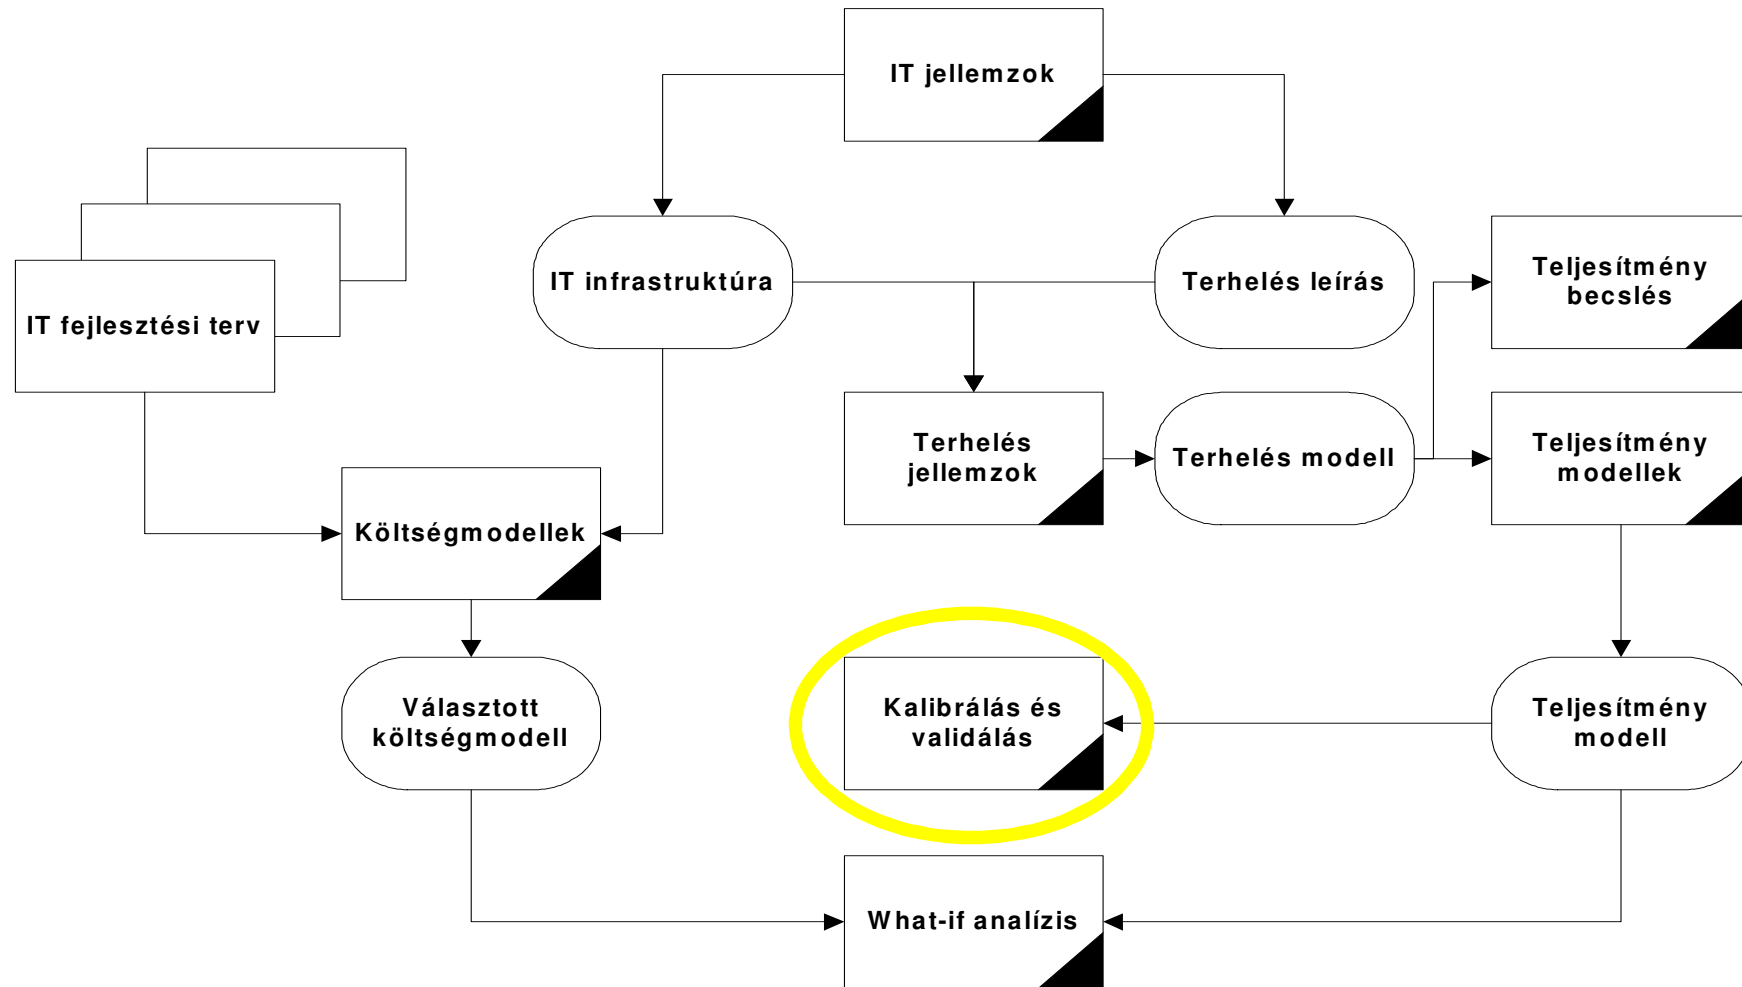 IT jellemzok
IT infrastruktúra
Terhelés leírás
Teljesítmény
becslés
IT fejlesztési terv
Terhelés
jellemzok
Terhelés modell
Teljesítmény
modellek
Költségmodellek
Választott
költségmodell
Kalibrálás és
validálás
Teljesítmény
modell
What-if analízis